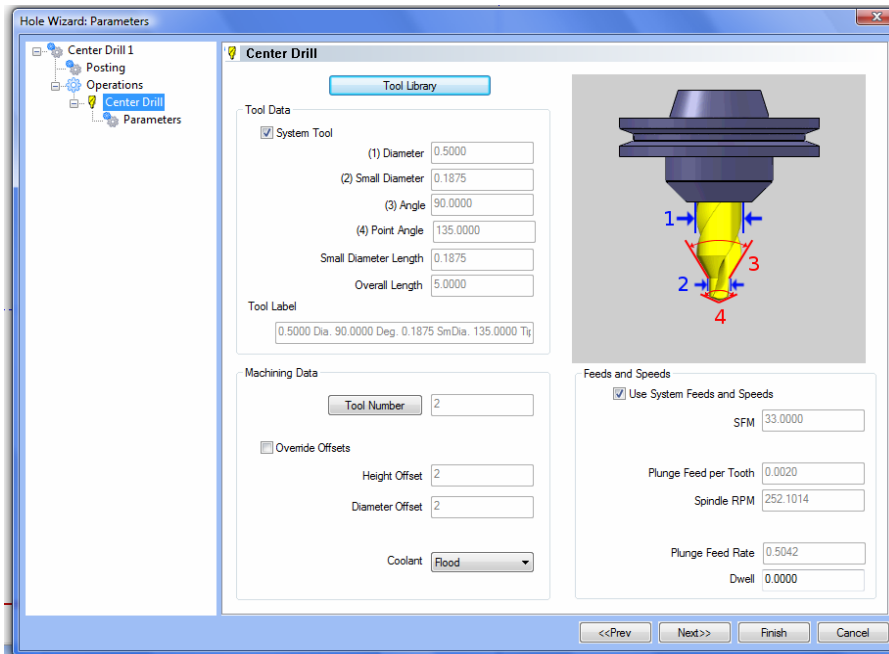 Hole Wizard: Parameters
Center Drill 1
Posting
Operations
Center Drill
Parameters
Center Drill
Tool Library
Tool Data
System Tool
(1) Diameter 0.5000
(2) Small Diameter 0.1875
(3) Angle 90.0000
(4) Point Angle 135.0000
Small Diameter Length 0.1875
Overall Length 5.0000
Tool Label
0.5000 Dia. 90.0000 Deg. 0.1875 SmDia. 135.0000
1
3
2
4
Machining Data
Tool Number 2
Override Offsets
Height Offset 2
Diameter Offset 2
Coolant Flood
Feeds and Speeds
Use System Feeds and Speeds
SFM 33.0000
Plunge Feed per Tooth 0.0020
Spindle RPM 252.1014
Plunge Feed Rate 0.5042
Dwell 0.0000
<<Prev
Next>>
Finish
Cancel